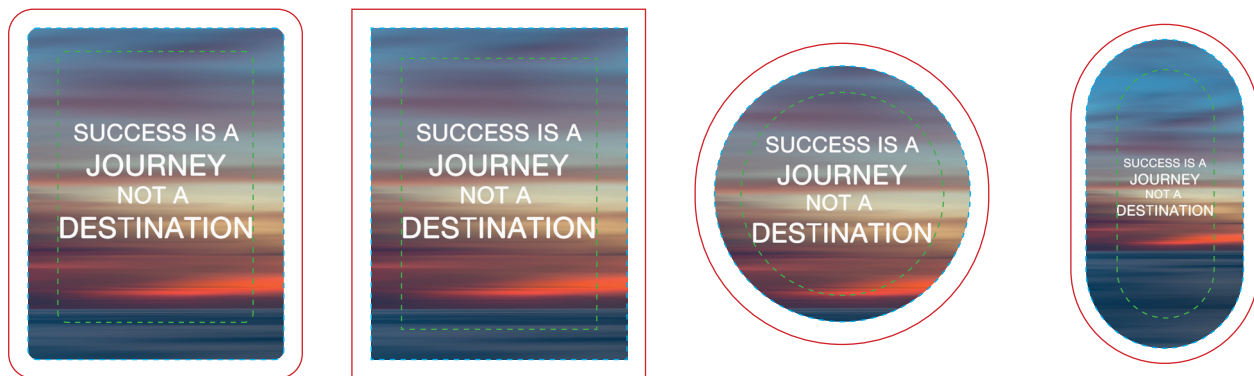 SUCCESS IS A
JOURNEY
NOT A
DESTINATION
SUCCESS IS A
JOURNEY
NOT A
DESTINATION
SUCCESS IS A
JOURNEY
NOT A
DESTINATION
SUCCESS IS A
JOURNEY
NOT A
DESTINATION